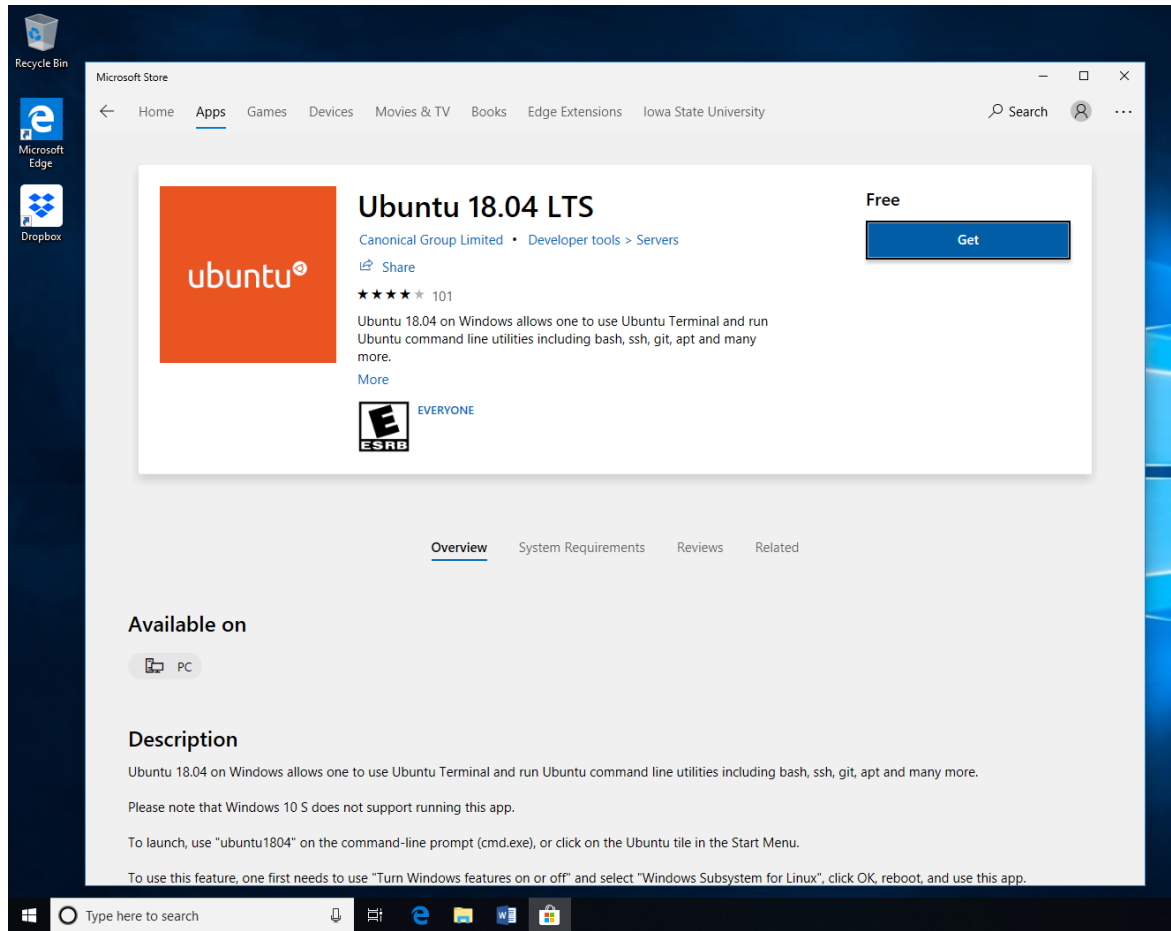 Recycle Bin
Microsoft Edge
Dropbox
Microsoft Store
Home Apps Games Devices Movies & TV Books Edge Extensions Iowa State University Search
ubuntu
Ubuntu 18.04 LTS
Canonical Group Limited • Developer tools > Servers
Share
101
Ubuntu 18.04 on Windows allows one to use Ubuntu Terminal and run
Ubuntu command line utilities including bash, ssh, git, apt and many
more.
More
E
ESRB
EVERYONE
Free
Get
Overview System Requirements Reviews Related
Available on
PC
Description
Ubuntu 18.04 on Windows allows one to use Ubuntu Terminal and run Ubuntu command line utilities including bash, ssh, git, apt and many more.
Please note that Windows 10 S does not support running this app.
To launch, use "ubuntu1804" on the command-line prompt (cmd.exe), or click on the Ubuntu tile in the Start Menu.
To use this feature, one first needs to use "Turn Windows features on or off" and select "Windows Subsystem for Linux", click OK, reboot, and use this app.
Type here to search